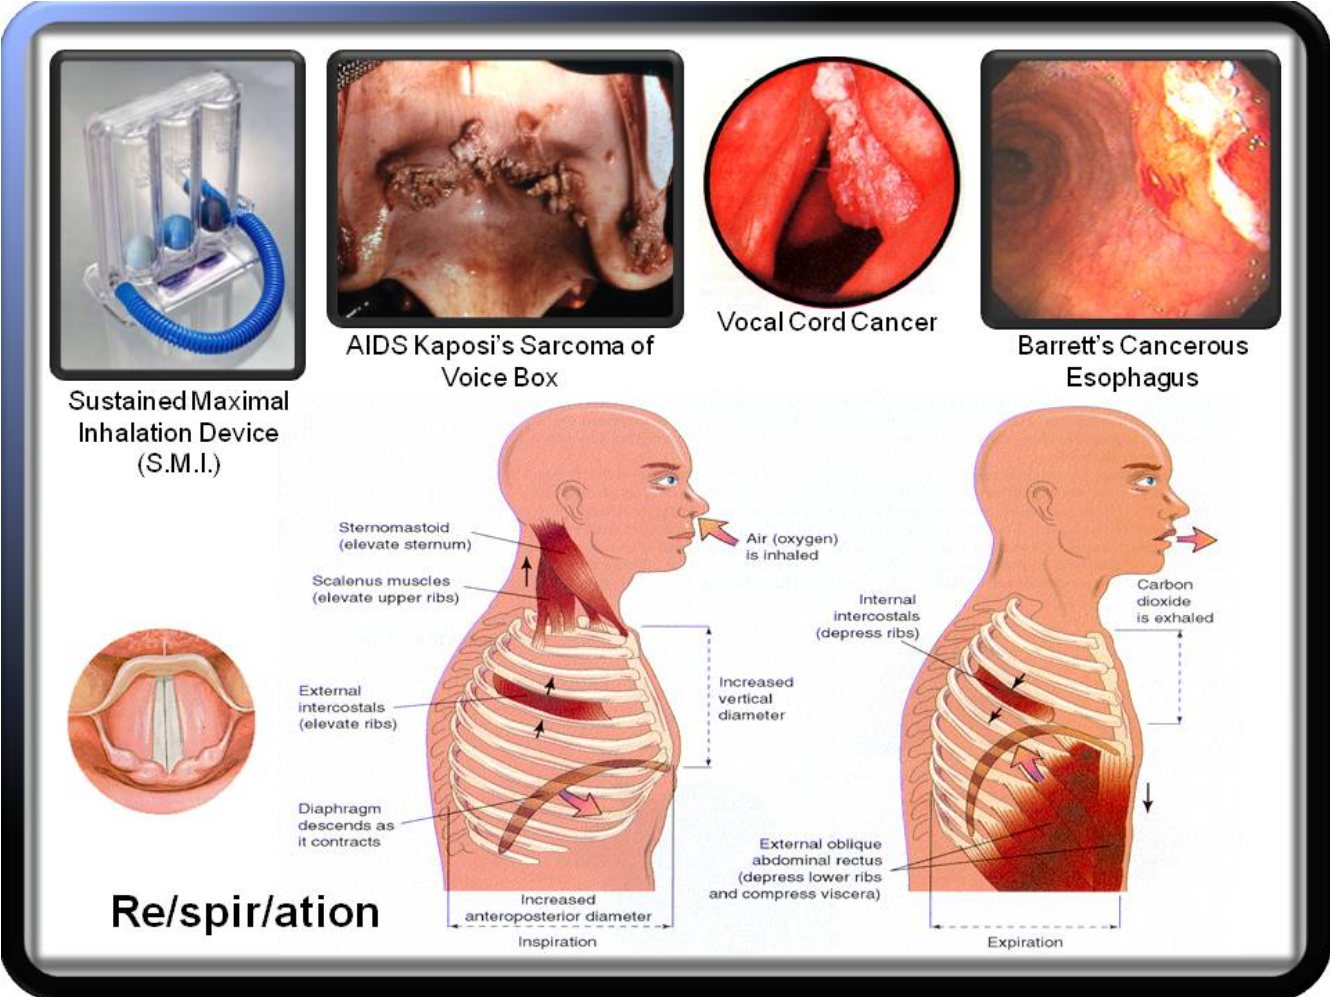 Sustained Maximal
Inhalation Device
(S.M.I.)
AIDS Kaposi's Sarcoma of
Voice Box
Vocal Cord Cancer
Barrett's Cancerous
Esophagus
Sternomastoid
(elevate sternum)
Scalenus muscles
(elevate upper ribs)
External
intercostals
(elevate ribs)
Diaphragm
descends as
it contracts
Air (oxygen)
is inhaled
Increased
vertical
diameter
Increased
anteroposterior diameter
Inspiration
Internal
intercostals
(depress ribs)
Carbon
dioxide
is exhaled
External oblique
abdominal rectus
(depress lower ribs
and compress viscera)
Expiration
Re/spir/ation